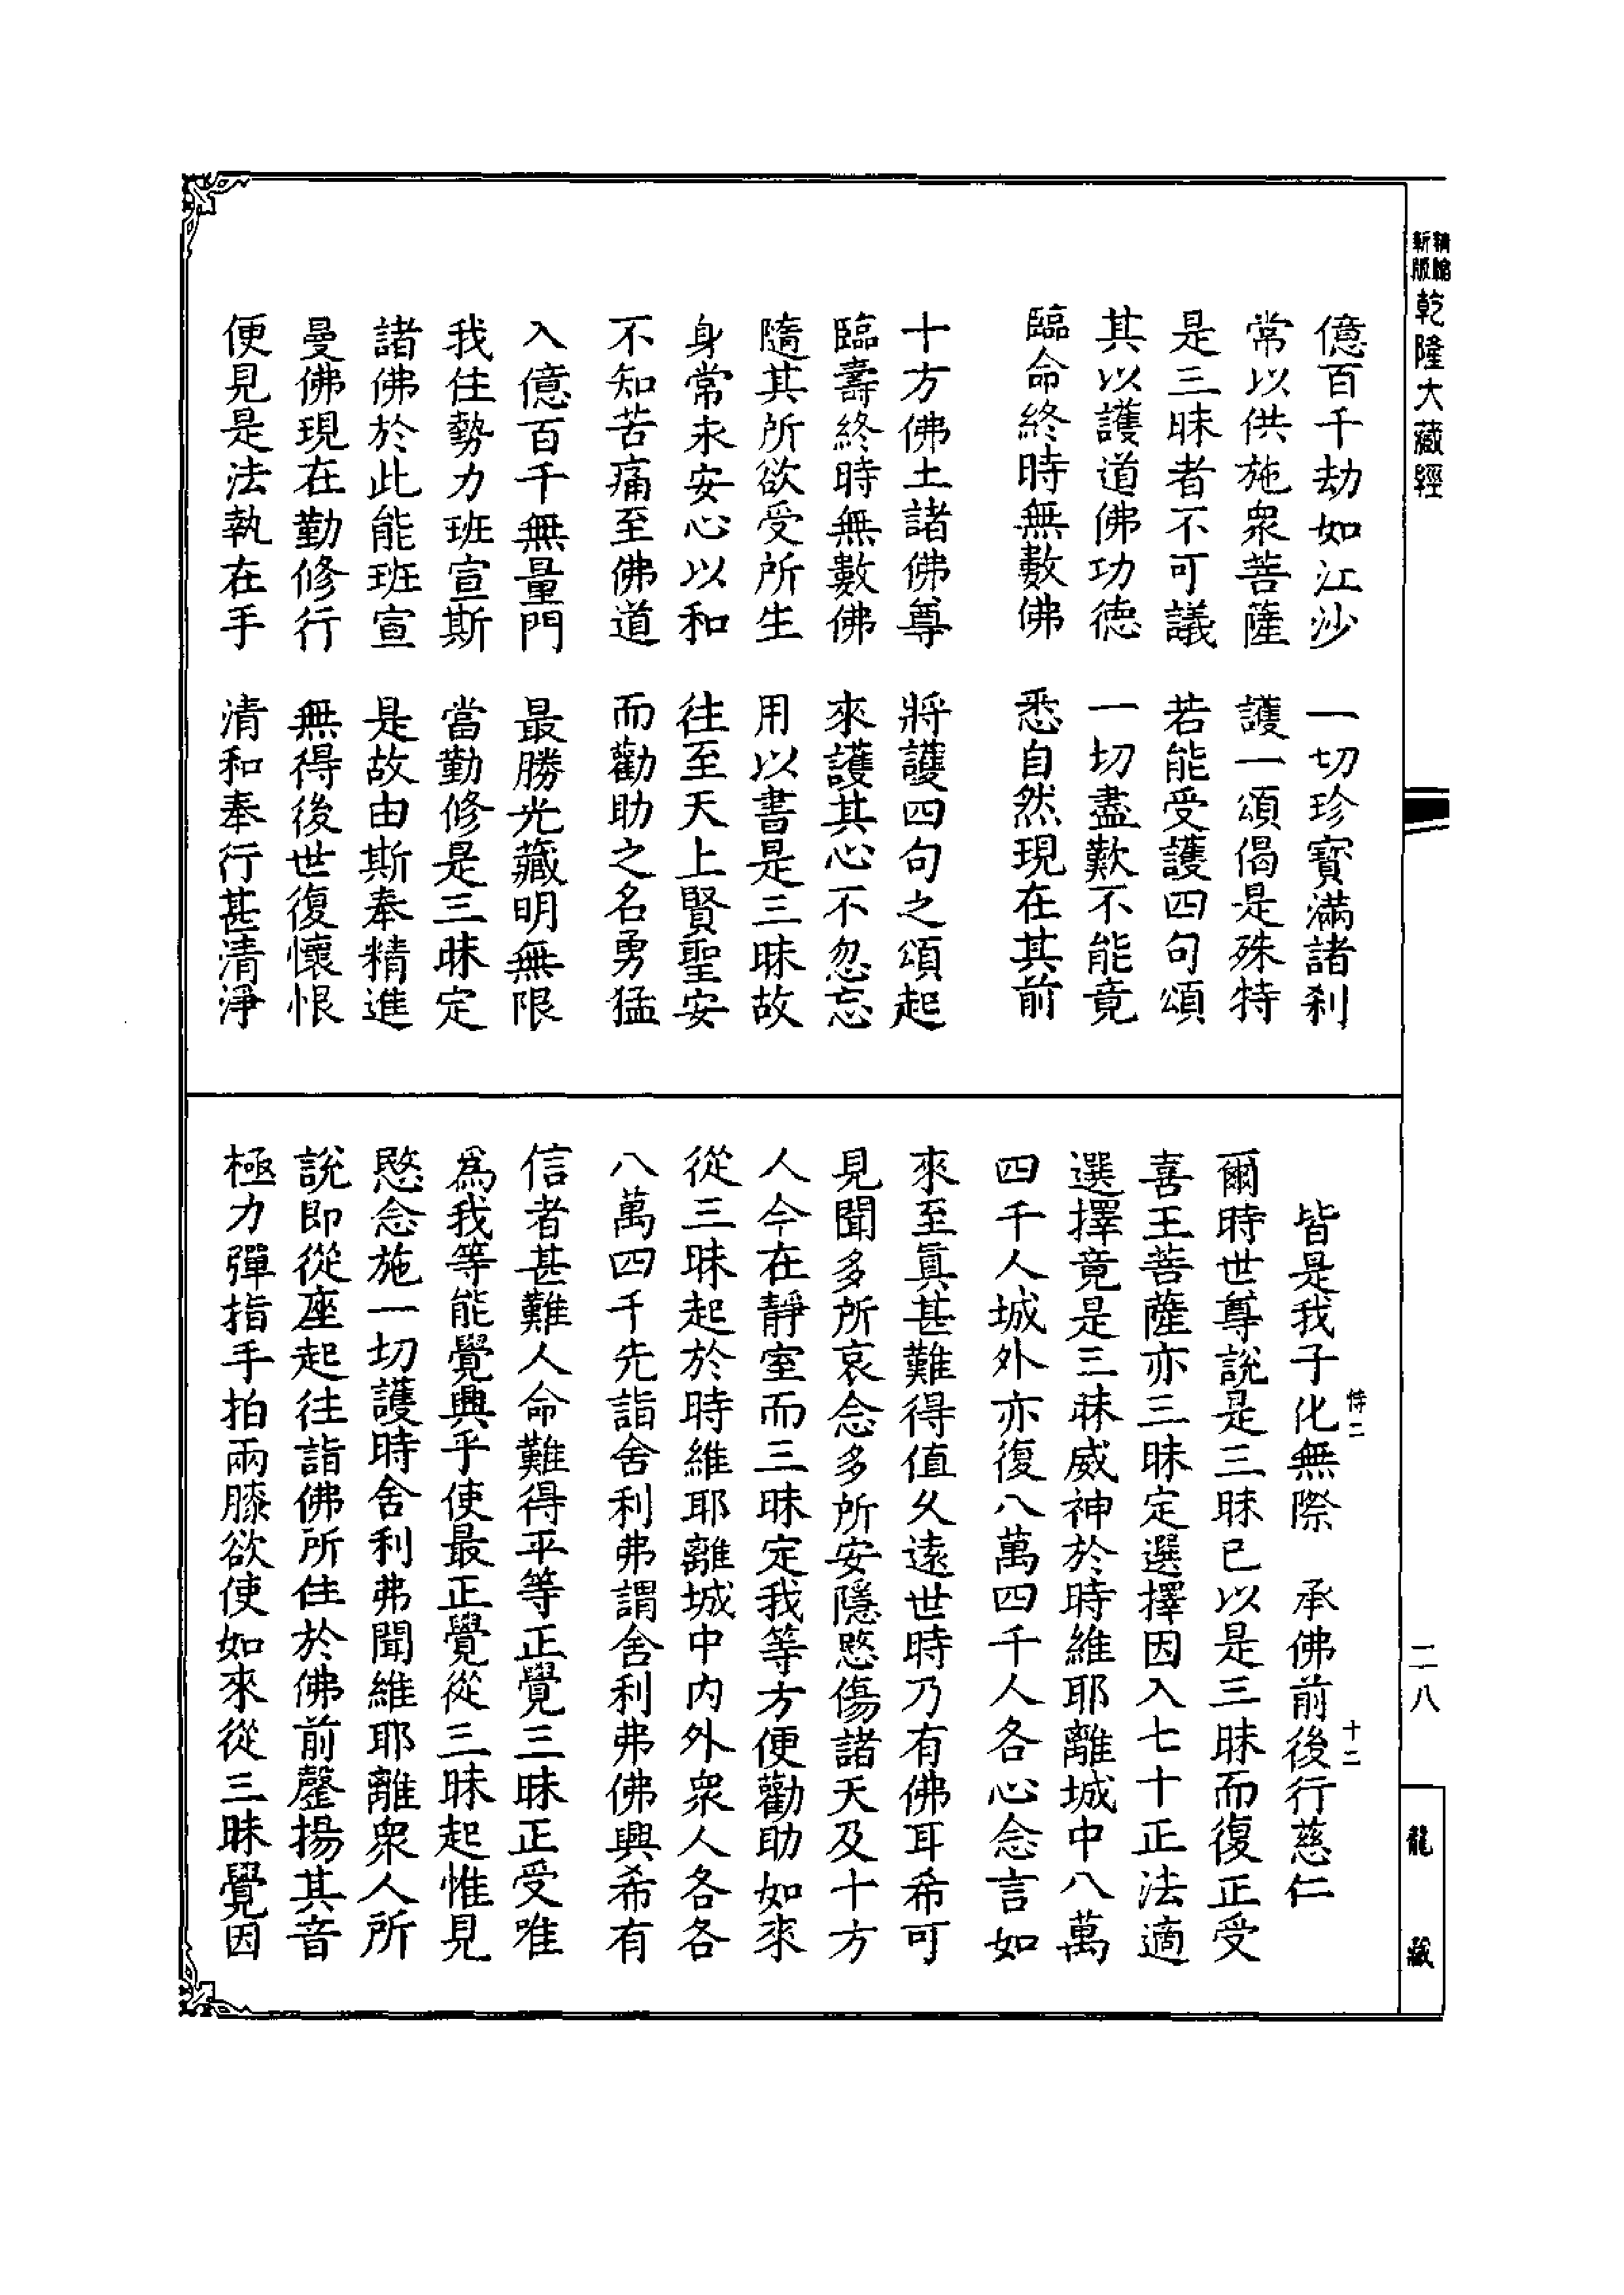 精縮新版乾隆大藏經
億百千劫如江沙　一切珍寶滿諸刹
常以供施衆菩薩　護一頌偈是殊特
是三昧者不可議　若能受護四句頌
其以護道佛功德　一切盡歎不能竟
臨命終時無數佛　悉自然現在其前
十方佛土諸佛尊　將護四句之頌起
臨壽終時無數佛　來護其心不忽忘
隨其所欲受所生　用以書是三昧故
身常永安心以和　往至天上賢聖安
不知苦痛至佛道　而勸助之名勇猛
入億百千無量門　最勝光藏明無限
我住勢力班宣斯　當勤修是三昧定
諸佛於此能班宣　是故由斯奉精進
曼佛現在勤修行　無得後世復懷恨
便見是法執在手　清和奉行甚清淨
皆是我子化無際　承佛前後行慈仁
爾時世尊說是三昧已以是三昧而復正受
喜王菩薩亦三昧定選擇因入七十正法適
選擇竟是三昧威神於時維耶離城中八萬
四千人城外亦復八萬四千人各心念言如
來至眞甚難得值久遠世時乃有佛耳希可
見聞多所哀念多所安隱愍傷諸天及十方
人今在靜室而三昧定我等方便勸助如來
從三昧起於時維耶離城中內外衆人各各
八萬四千先詣舍利弗謂舍利弗佛興希有
信者甚難人命難得平等正覺三昧正受唯
爲我等能覺興乎使最正覺從三昧起惟見
愍念施一切護時舍利弗聞維耶離衆人所
說即從座起往詣佛所住於佛前謦揚其音
極力彈指手拍兩膝欲使如來從三昧覺因
恃二
十二
二八
龍藏